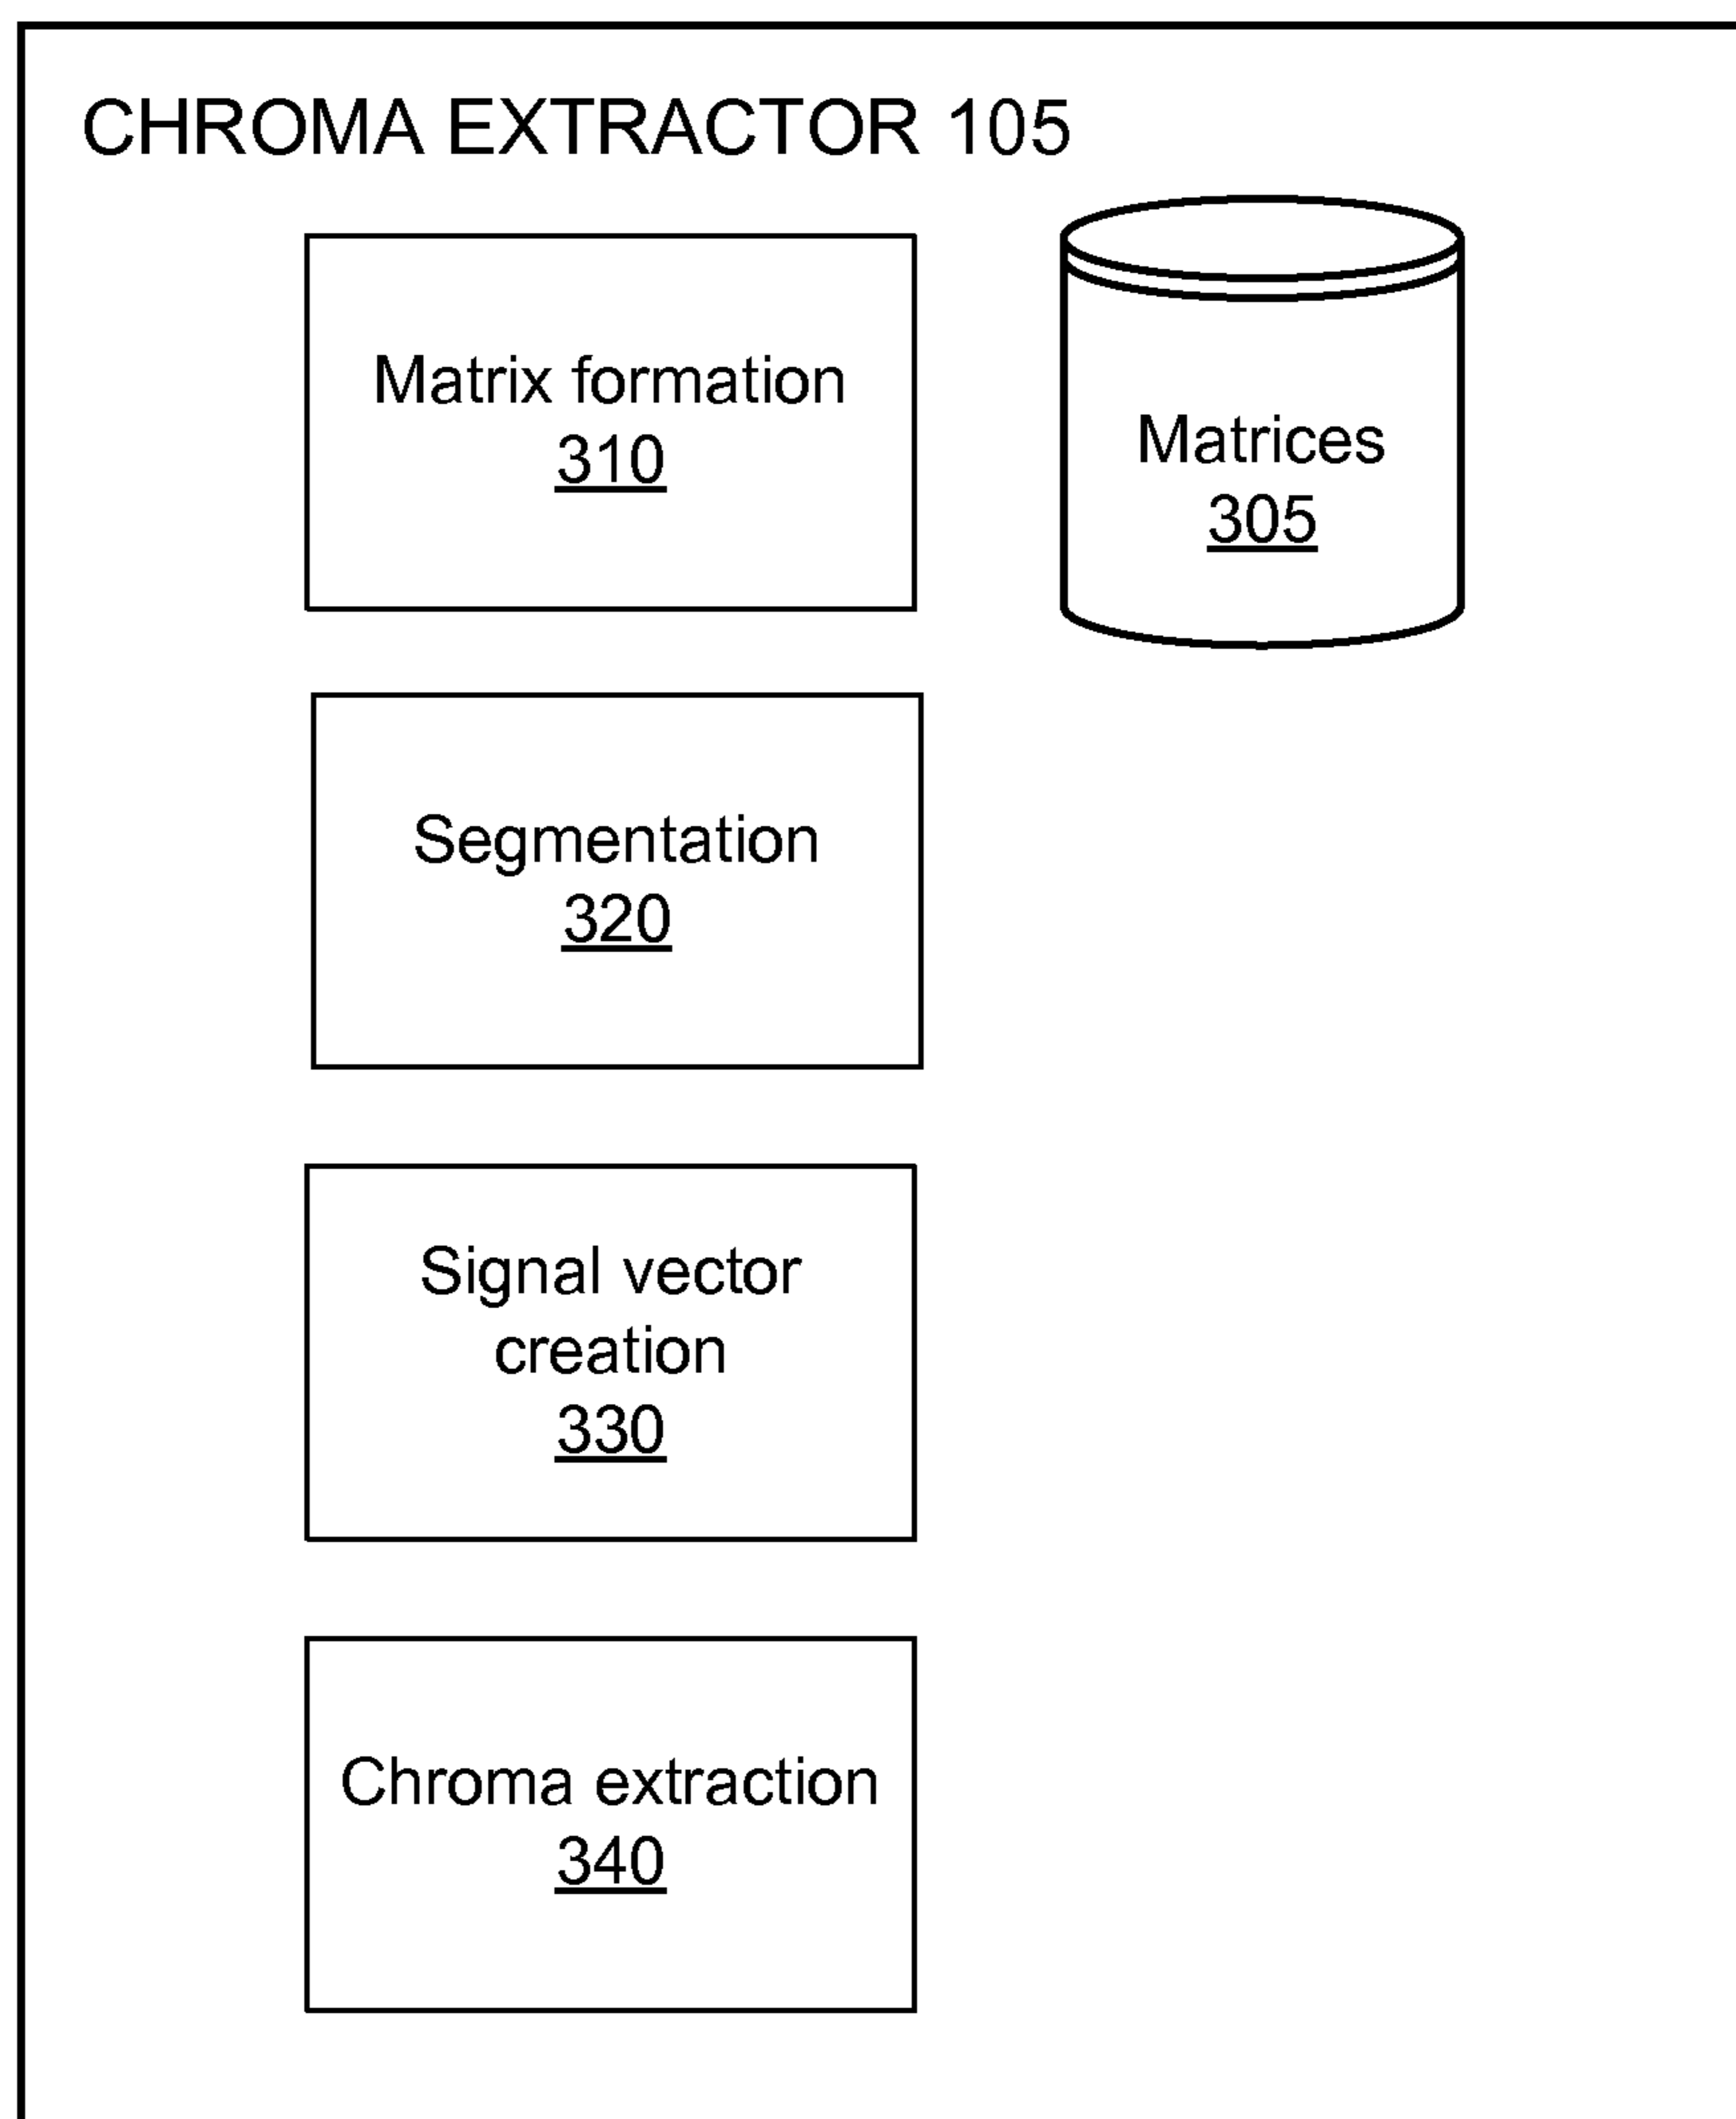 CHROMA EXTRACTOR 105
Matrix formation
310
Matrices
305
Segmentation
320
Signal vector
creation
330
Chroma extraction
340